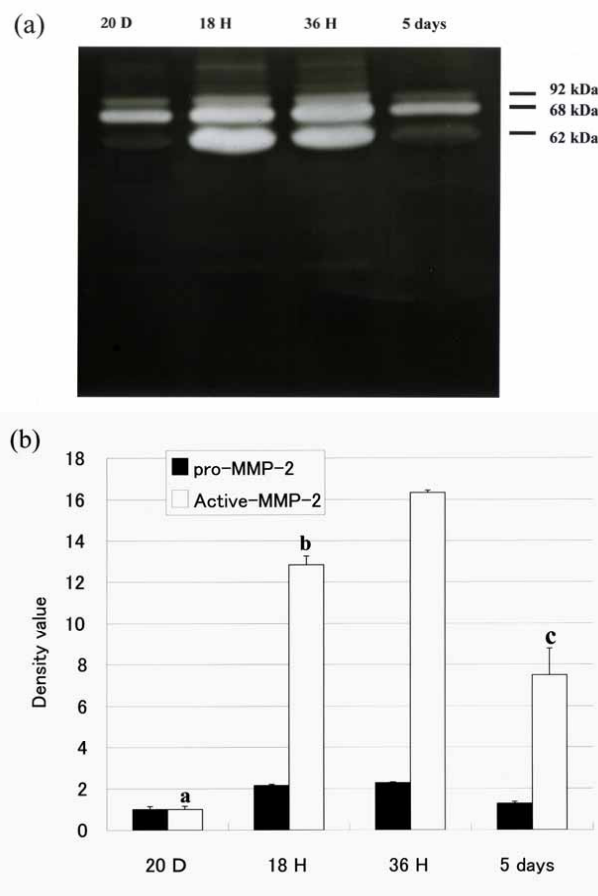 (a)
20 D 18 H 36 H 5 days
92 kDa
68 kDa
62 kDa
(b)
18
16
14
12
10
8
6
4
2
0
Density value
pro-MMP-2
Active-MMP-2
a
b
c
20 D 18 H 36 H 5 days